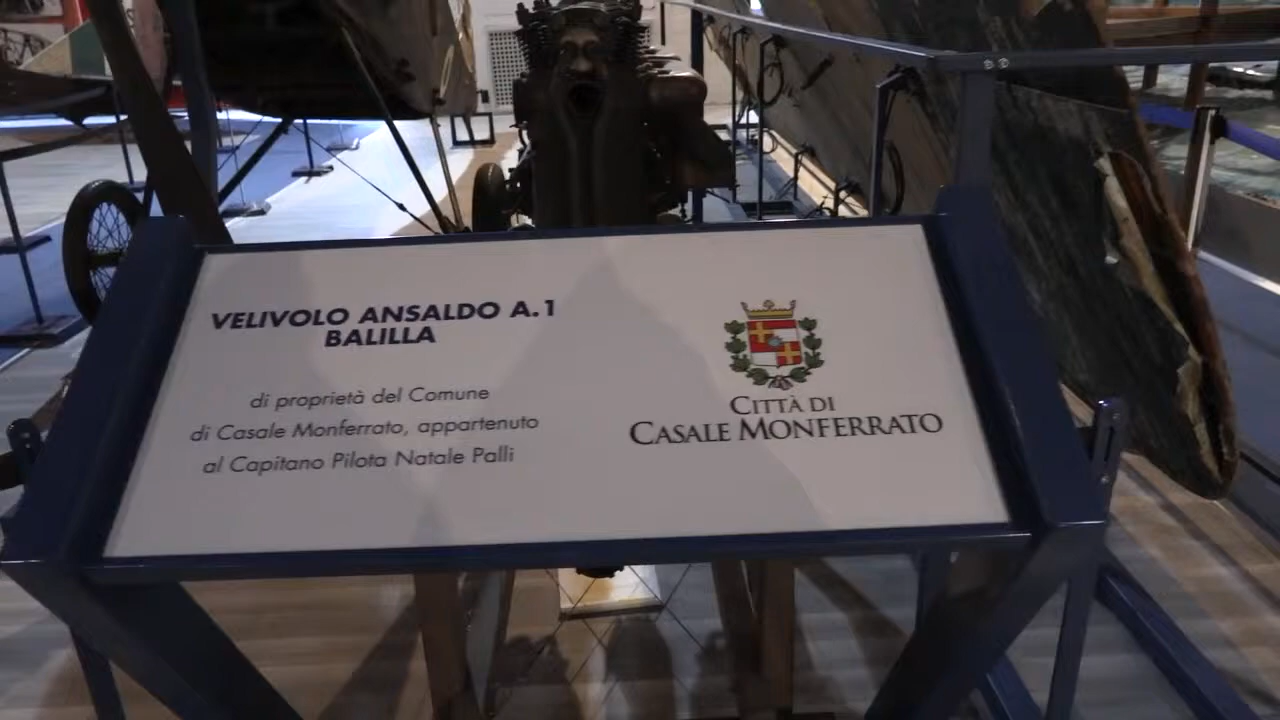 VELIVOLO ANSALDO A.1
BALILLA
di proprietà del Comune
di Casale Monferrato, appartenuto
al Capitano Pilota Natale Palli
CITTÀ DI
CASALE MONFERRATO